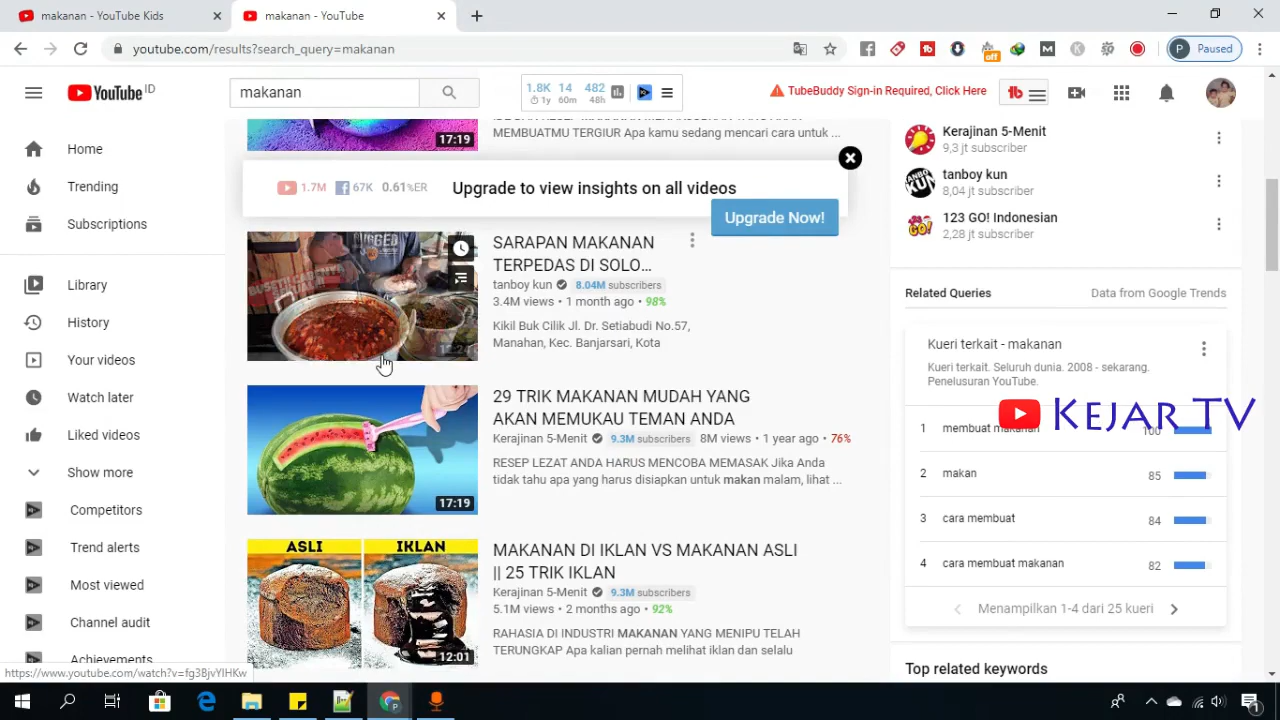 makanan - YouTube Kids
makanan - YouTube
youtube.com/results?search_query=makanan
off
P Paused
YouTube ID
makanan
1.8K 14 482
1y 60m 48h
TubeBuddy Sign-in Required, Click Here
Home
Trending
Subscriptions
Library
History
Your videos
Watch later
Liked videos
Show more
Competitors
Trend alerts
Most viewed
Channel audit
Achievements
MEMBUATMU TERGIUR Apa kamu sedang mencari cara untuk ...
17:19
1.7M 67K 0.61%ER Upgrade to view insights on all videos
Upgrade Now!
SARAPAN MAKANAN
TERPEDAS DI SOLO...
tanboy kun 8.04M subscribers
3.4M views • 1 month ago • 98%
Kikil Buk Cilik Jl. Dr. Setiabudi No.57,
Manahan, Kec. Banjarsari, Kota
29 TRIK MAKANAN MUDAH YANG
AKAN MEMUKAU TEMAN ANDA
Kerajinan 5-Menit 9.3M subscribers 8M views • 1 year ago • 76%
RESEP LEZAT ANDA HARUS MENCOBA MEMASAK Jika Anda
tidak tahu apa yang harus disiapkan untuk makan malam, lihat ...
17:19
ASLI IKLAN
12:01
MAKANAN DI IKLAN VS MAKANAN ASLI
|| 25 TRIK IKLAN
Kerajinan 5-Menit 9.3M subscribers
5.1M views • 2 months ago • 92%
RAHASIA DI INDUSTRI MAKANAN YANG MENIPU TELAH
TERUNGKAP Apa kalian pernah melihat iklan dan selalu
Kerajinan 5-Menit
9,3 jt subscriber
tanboy kun
8,04 jt subscriber
123 GO! Indonesian
2,28 jt subscriber
Related Queries Data from Google Trends
Kueri terkait - makanan
Kueri terkait. Seluruh dunia. 2008 - sekarang.
Penelusuran YouTube.
KEJAR TV
1 membuat makanan 100
2 makan 85
3 cara membuat 84
4 cara membuat makanan 82
Menampilkan 1-4 dari 25 kueri
Top related keywords
https://www.youtube.com/watch?v=fg38jvYIHKw